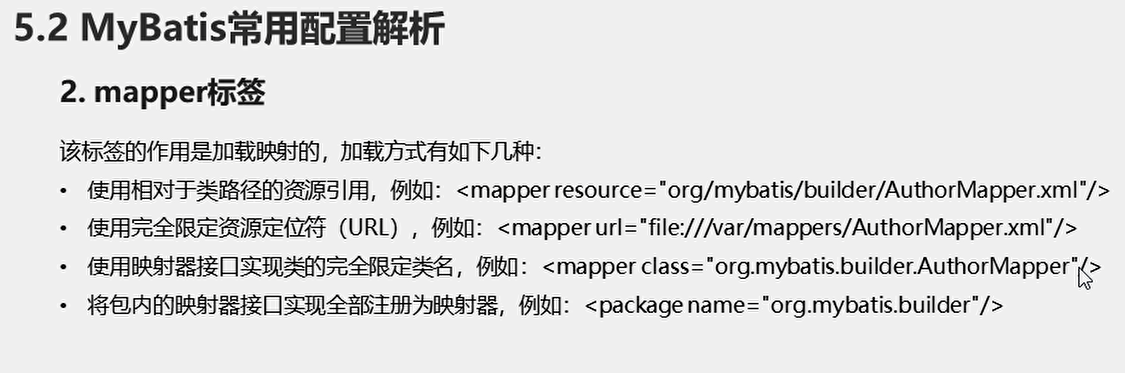 5.2 MyBatis常用配置解析
2. mapper标签
该标签的作用是加载映射的，加载方式有如下几种：
• 使用相对于类路径的资源引用，例如：<mapper resource="org/mybatis/builder/AuthorMapper.xml"/>
• 使用完全限定资源定位符（URL），例如：<mapper url="file:///var/mappers/AuthorMapper.xml"/>
• 使用映射器接口实现类的完全限定类名，例如：<mapper class="org.mybatis.builder.AuthorMapper"/>
• 将包内的映射器接口实现全部注册为映射器，例如：<package name="org.mybatis.builder"/>